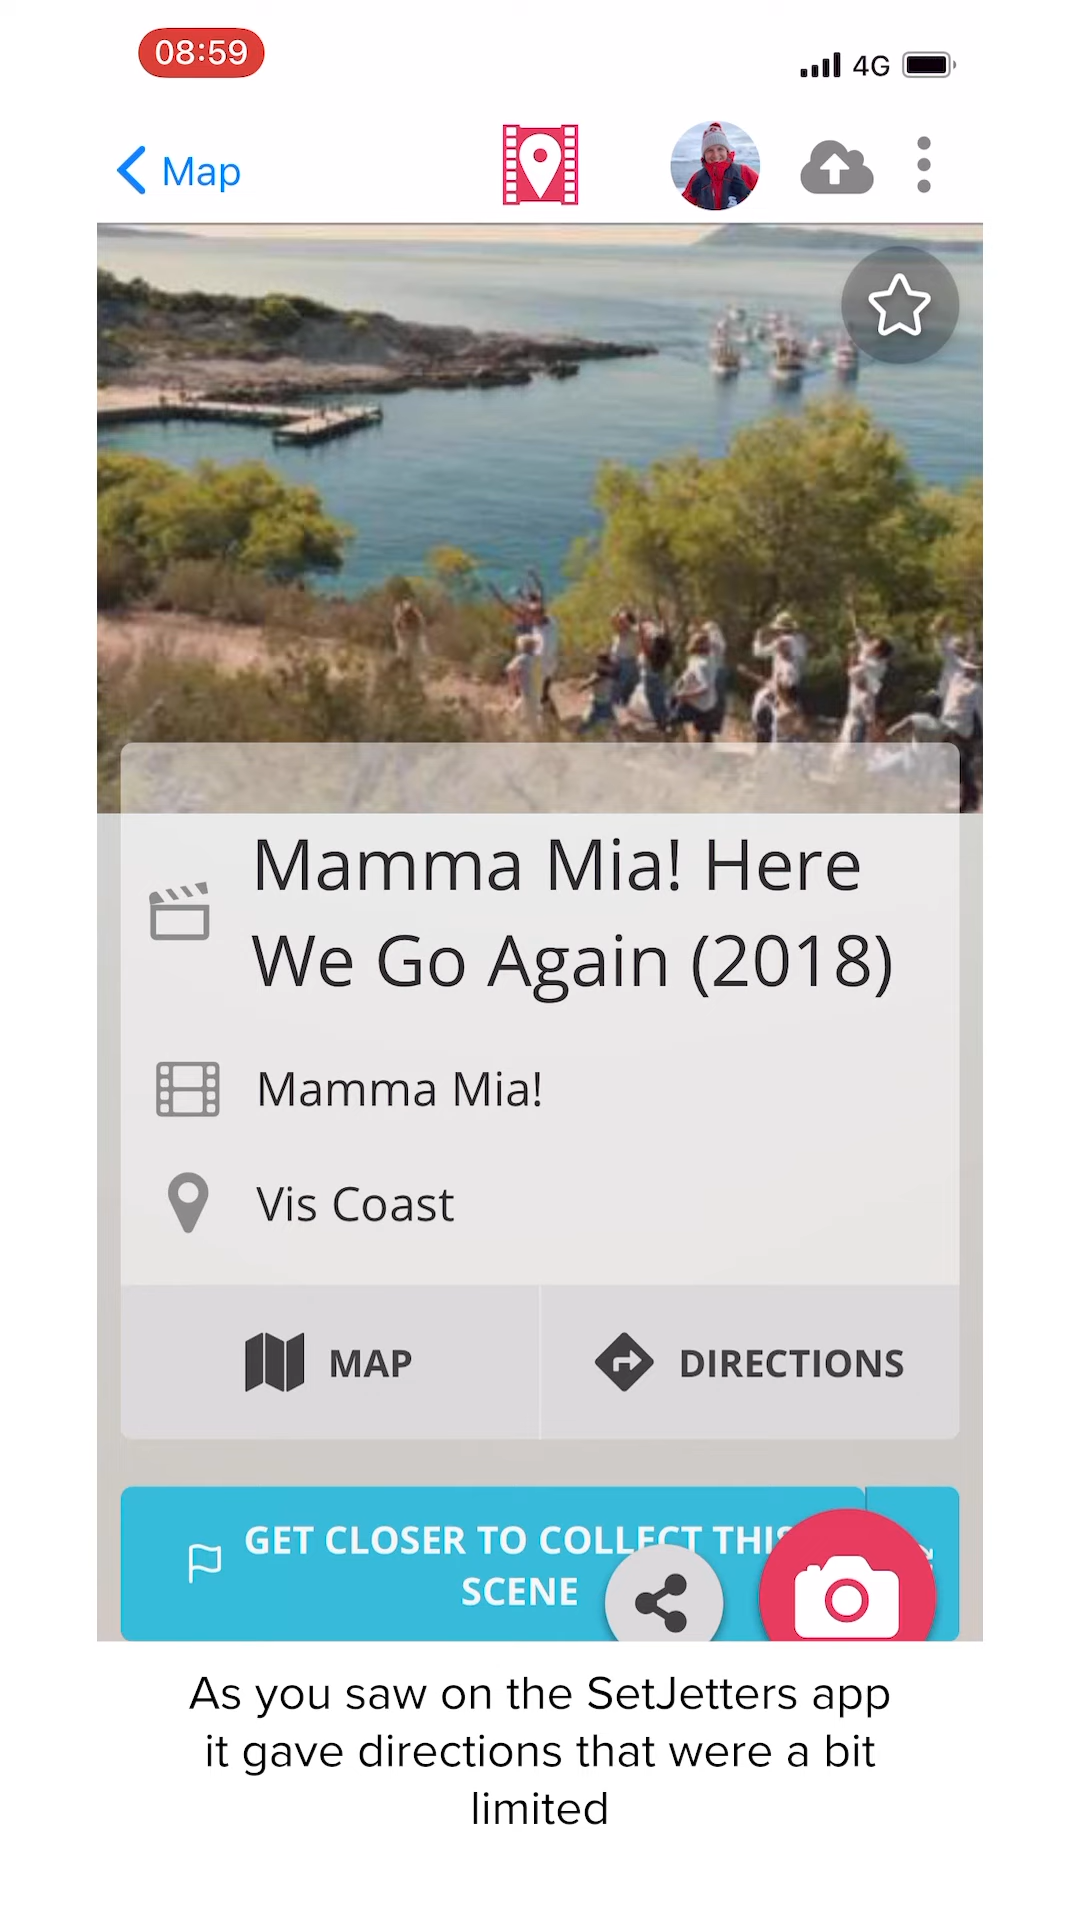 08:59
4G
Map
Mamma Mia! Here
We Go Again (2018)
Mamma Mia!
Vis Coast
MAP
DIRECTIONS
GET CLOSER TO COLLECT THIS
SCENE
As you saw on the SetJetters app
it gave directions that were a bit
limited